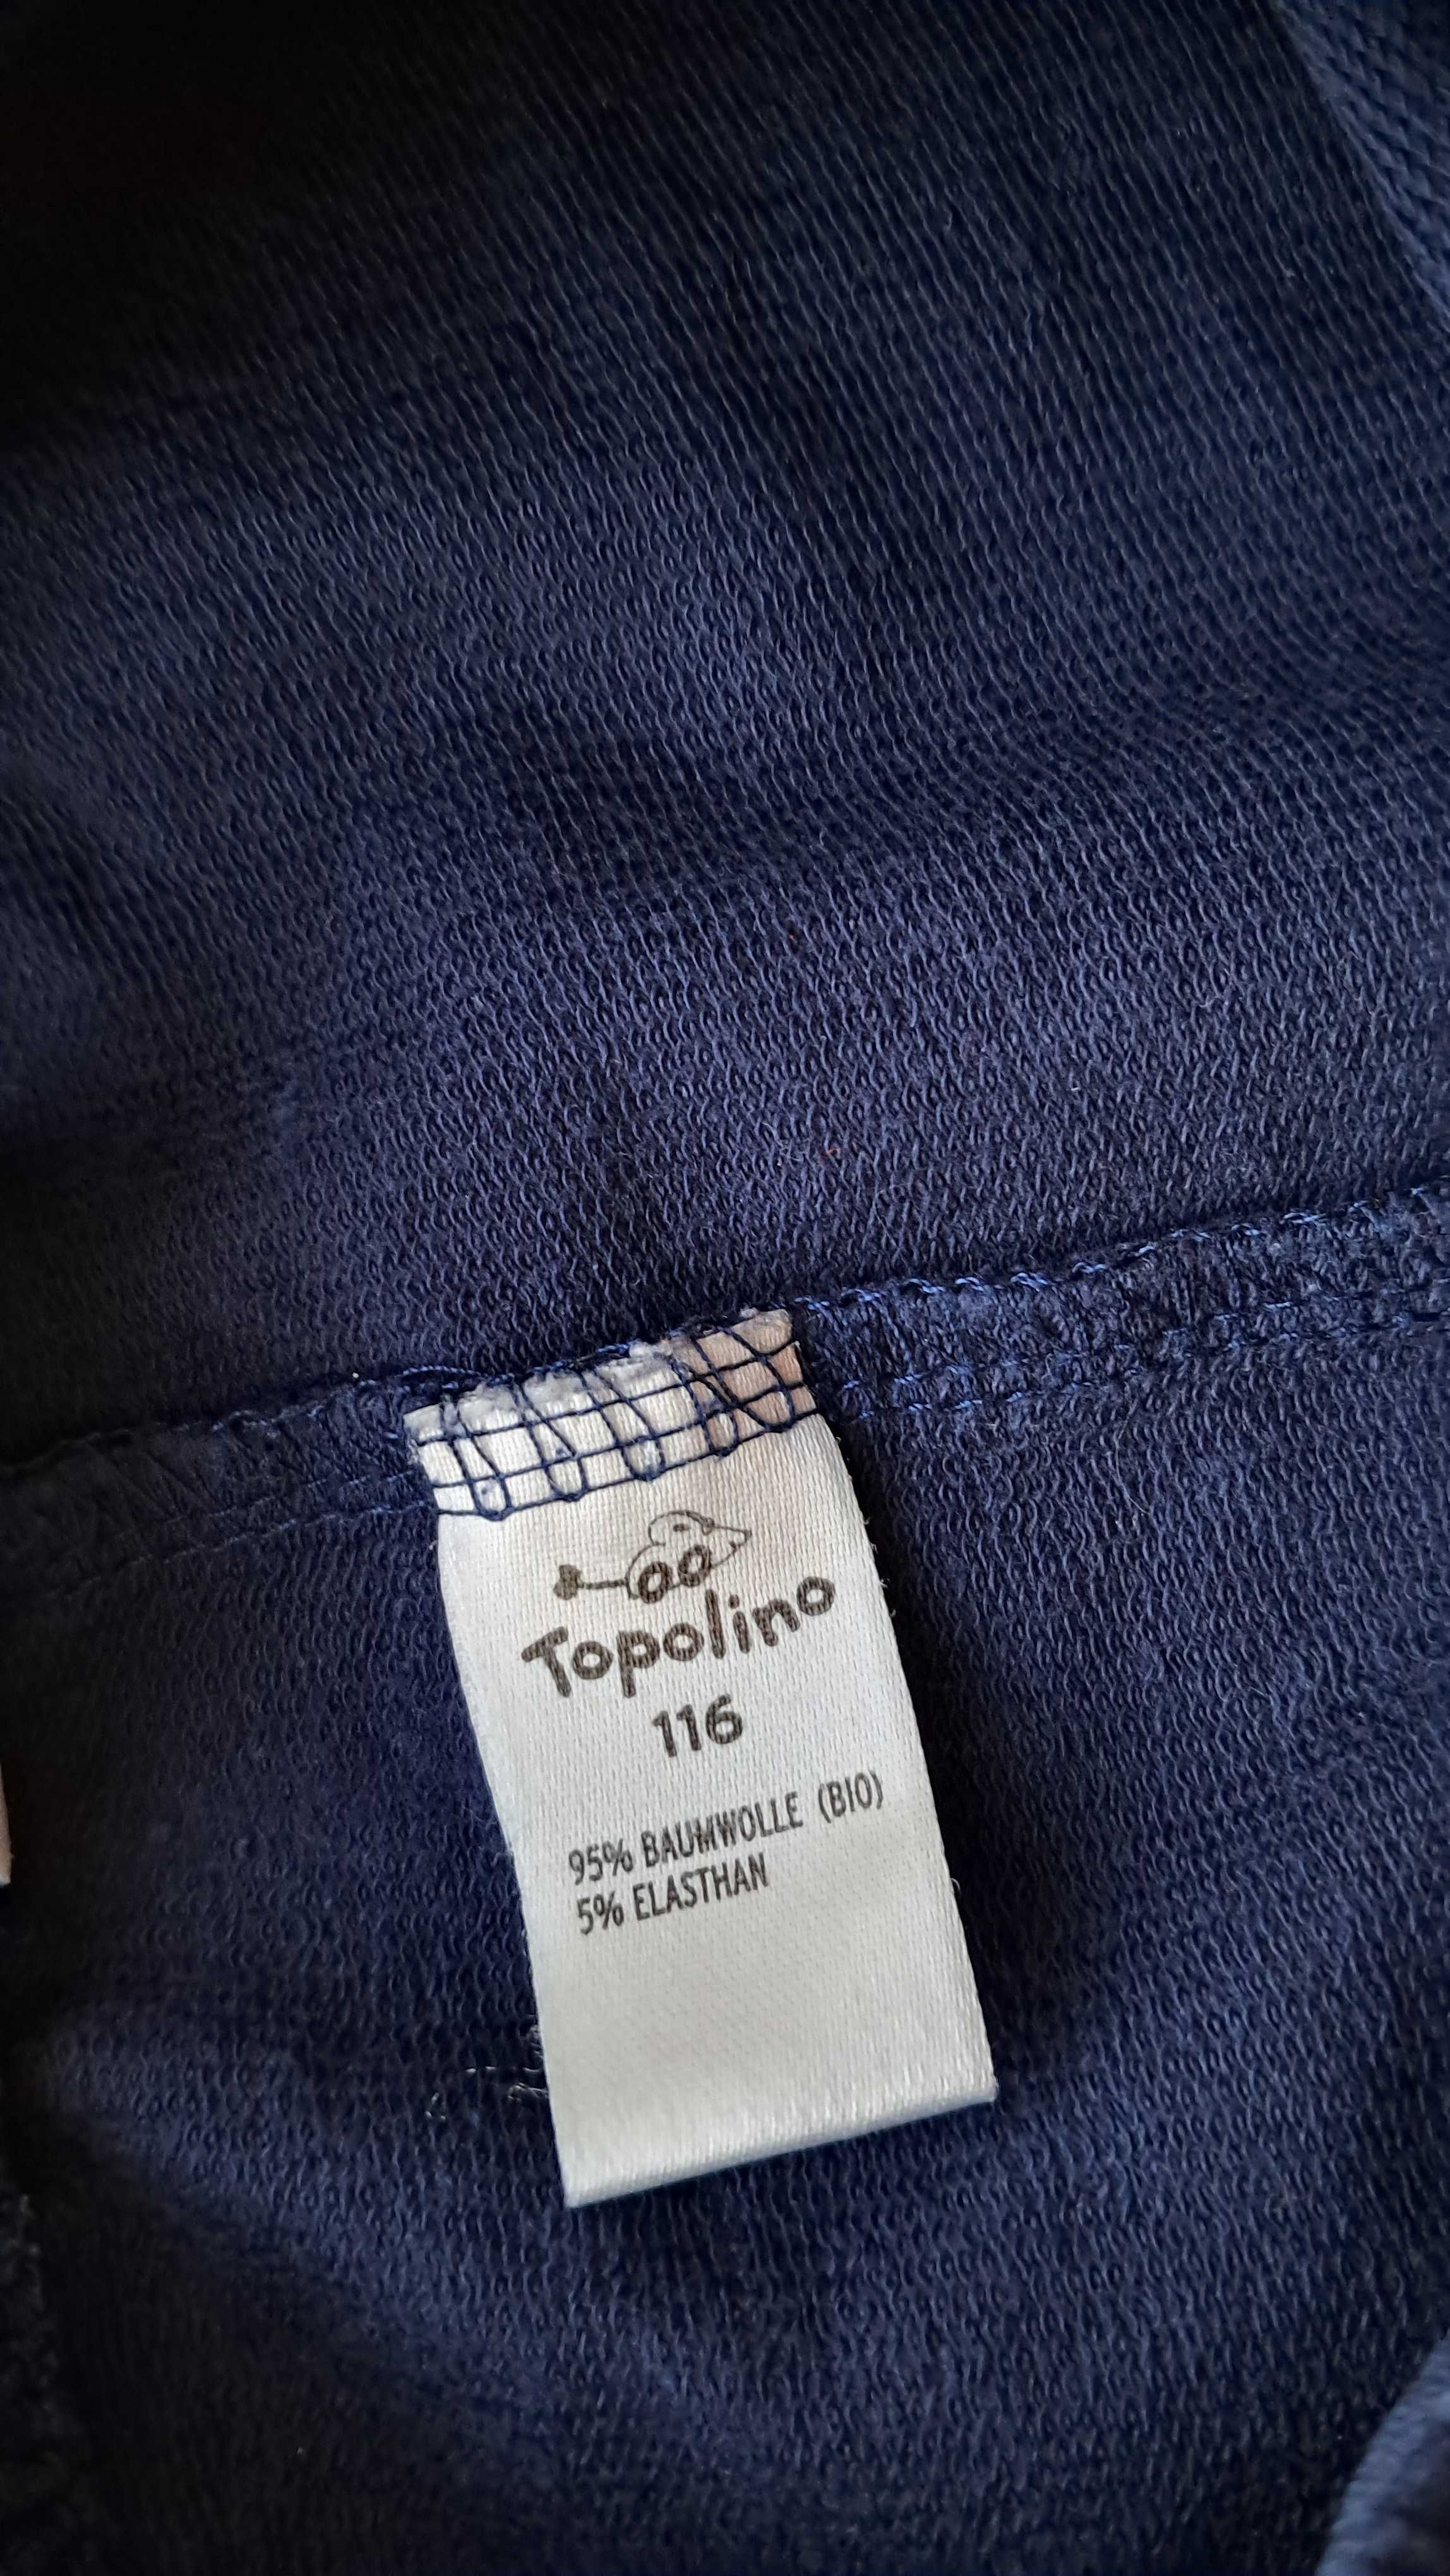 Topolino
116
95% BAUMWOLLE (BIO)
5% ELASTHAN